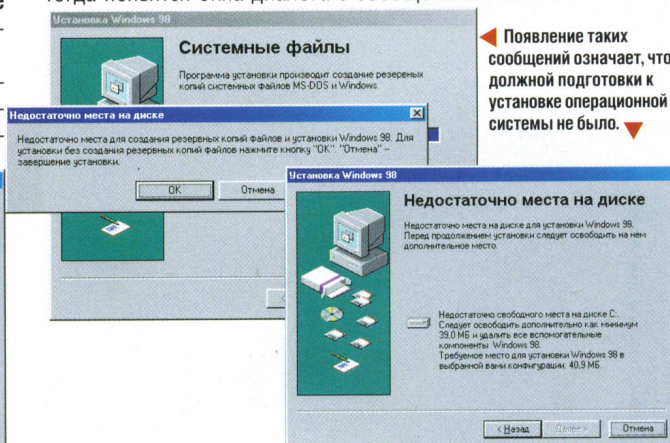 Установка Windows 98
Системные файлы
Программа установки производит создание резервных
копий системных файлов MS-DOS и Windows.
Появление таких
сообщений означает, что
должной подготовки к
установке операционной
системы не было.
Недостаточно места на диске
Недостаточно места для создания резервных копий файлов и установки Windows 98. Для
установки без создания резервных копий файлов нажмите кнопку "OK". "Отмена" –
завершение установки.
OK
Отмена
Установка Windows 98
Недостаточно места на диске
Недостаточно места на диске для установки Windows 98.
Перед продолжением установки следует освободить на нем
дополнительное место.
Недостаточно свободного места на диске C:.
Следует освободить дополнительно как минимум
39,0 МБ и удалить все вспомогательные
компоненты Windows 98.
Требуемое место для установки Windows 98 в
выбранной вами конфигурации: 40,9 МБ.
< Назад
Далее >
Отмена